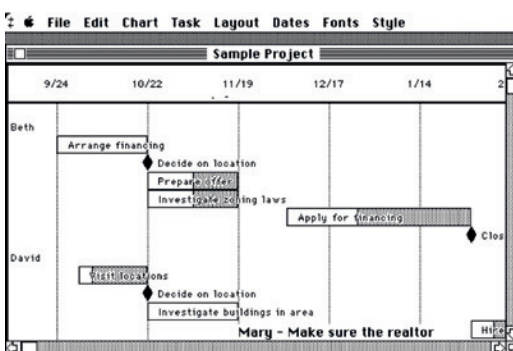 File Edit Chart Task Layout Dates Fonts Style
Sample Project
9/24 10/22 11/19 12/17 1/14 2
Beth
Arrange financing
Decide on location
Prepare offer
Investigate zoning laws
Apply for financing
Clos
David
Visit locations
Decide on location
Investigate buildings in area
Mary - Make sure the realtor
Hire